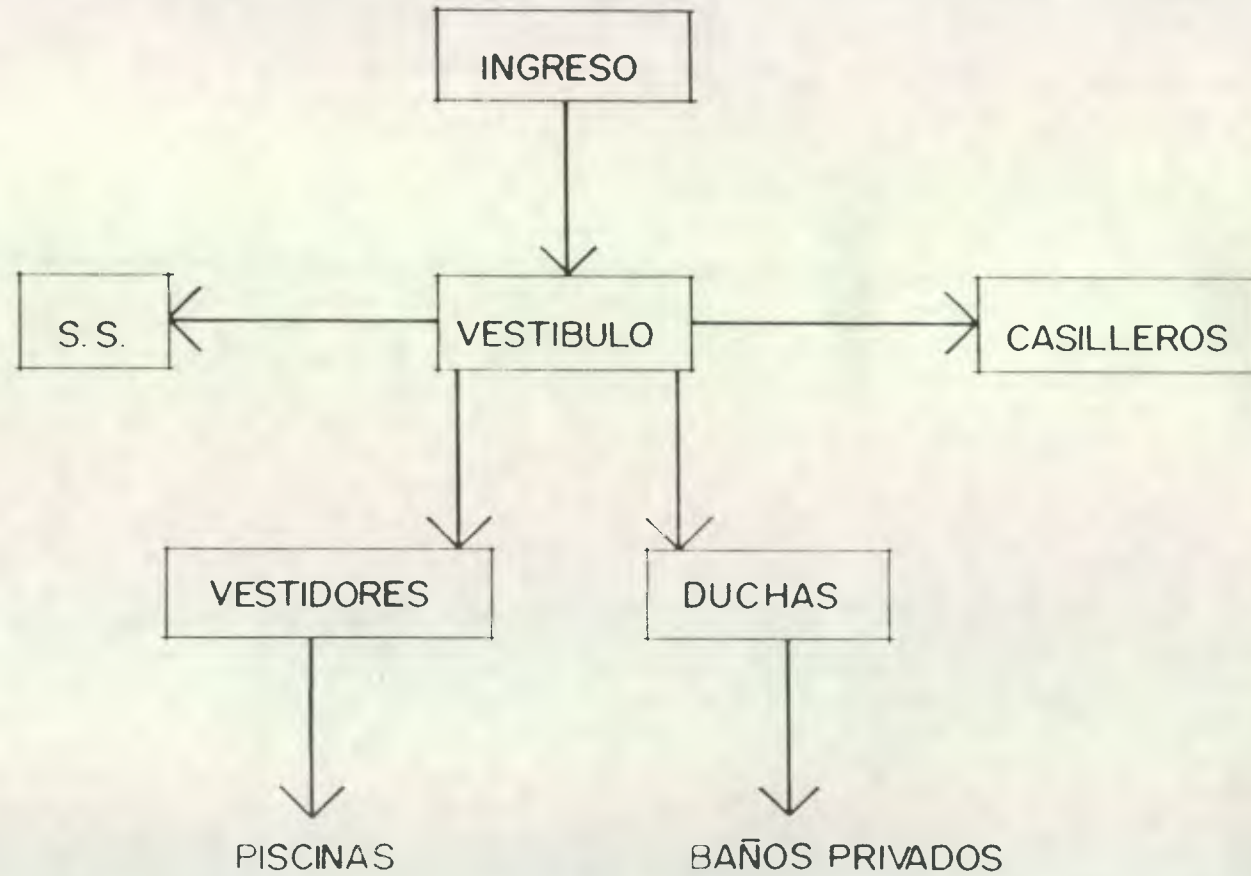 INGRESO
S. S.
VESTIBULO
CASILLEROS
VESTIDORES
DUCHAS
PISCINAS
BAÑOS PRIVADOS